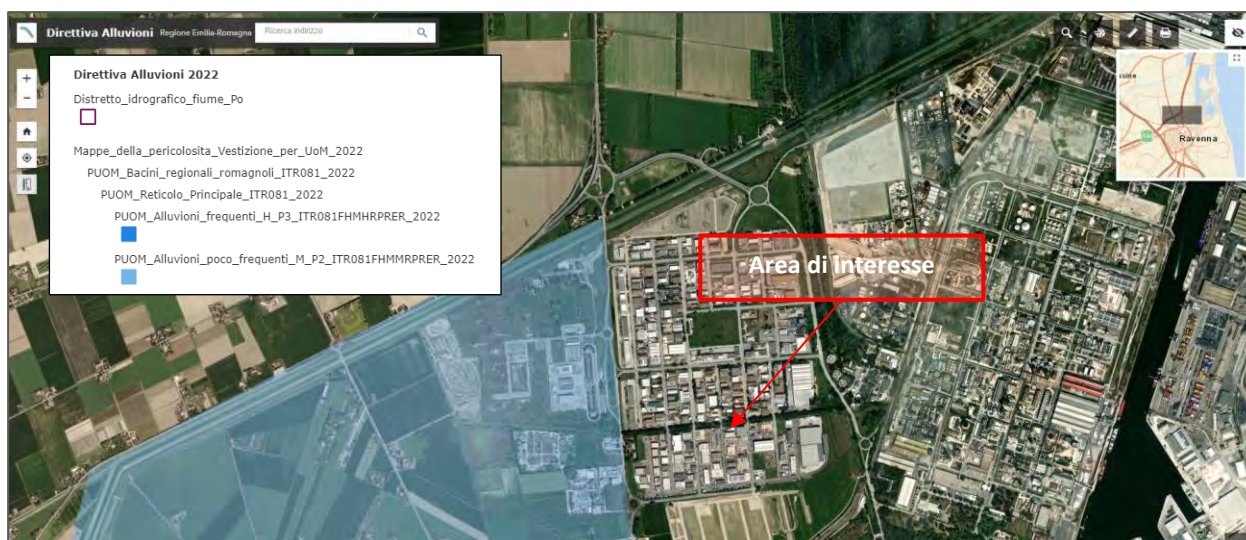 Direttiva Alluvioni Regione Emilia-Romagna Ricerca indirizzo
Direttiva Alluvioni 2022
Distretto_idrografico_fiume_Po
Mappe_della_pericolosita_Vestizione_per_UoM_2022
PUOM_Bacini_regionali_romagnoli_ITR081_2022
PUOM_Reticolo_Principale_ITR081_2022
PUOM_Alluvioni_frequenti_H_P3_ITR081FHMHRPRER_2022
PUOM_Alluvioni_poco_frequenti_M_P2_ITR081FHMMRPRER_2022
Area di interesse
Ravenna